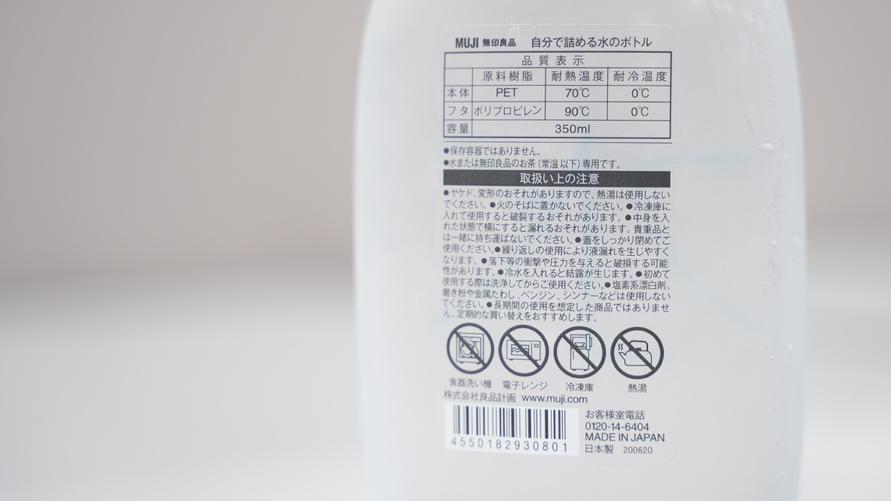 MUJI 無印良品 自分で詰める水のボトル
品質表示
原料樹脂 耐熱温度 耐冷温度
本体 PET 70℃ 0℃
フタ ポリプロピレン 90℃ 0℃
容量 350ml
●保存容器ではありません。
●水または無印良品のお茶(常温以下)専用です。
取扱い上の注意
●ヤケド、変形のおそれがありますので、熱湯は使用しない
でください。●火のそばに置かないでください。●冷凍庫に
入れて使用すると破裂するおそれがあります。●中身を入
れた状態で横にすると漏れるおそれがあります。貴重品と
は一緒に持ち運ばないでください。●蓋をしっかり閉めてご
使用ください。●繰り返しの使用により液漏れを生じやすく
なります。●落下等の衝撃や圧力を与えると破損する可能
性があります。●冷水を入れると結露が生じます。●初めて
使用する際は洗浄してからご使用ください。●塩素系漂白剤、
磨き粉や金属たわし、ベンジン、シンナーなどは使用しない
でください。●長期間の使用を想定した商品ではありませ
ん。定期的な買い替えをおすすめします。
食器洗い機 電子レンジ 冷凍庫 熱湯
株式会社良品計画 www.muji.com
4550182930801
お客様室電話
0120-14-6404
MADE IN JAPAN
日本製 200620